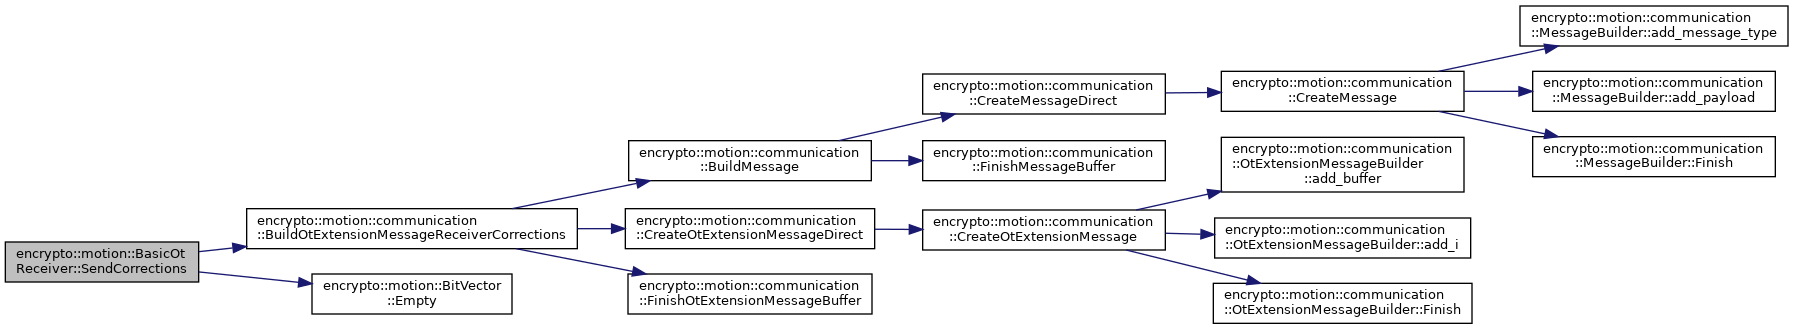 encrypto::motion::BasicOt
Receiver::SendCorrections
encrypto::motion::communication
::BuildOtExtensionMessageReceiverCorrections
encrypto::motion::BitVector
::Empty
encrypto::motion::communication
::BuildMessage
encrypto::motion::communication
::CreateOtExtensionMessageDirect
encrypto::motion::communication
::FinishOtExtensionMessageBuffer
encrypto::motion::communication
::CreateMessageDirect
encrypto::motion::communication
::FinishMessageBuffer
encrypto::motion::communication
::CreateOtExtensionMessage
encrypto::motion::communication
::CreateMessage
encrypto::motion::communication
::OtExtensionMessageBuilder
::add_buffer
encrypto::motion::communication
::OtExtensionMessageBuilder::add_i
encrypto::motion::communication
::OtExtensionMessageBuilder::Finish
encrypto::motion::communication
::MessageBuilder::add_message_type
encrypto::motion::communication
::MessageBuilder::add_payload
encrypto::motion::communication
::MessageBuilder::Finish